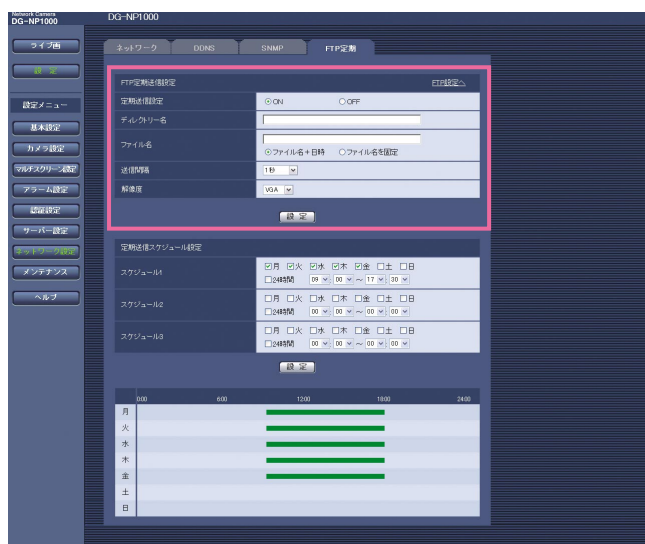 Network Camera
DG-NP1000
DG-NP1000
ライブ画
設 定
設定メニュー
基本設定
カメラ設定
マルチスクリーン設定
アラーム設定
認証設定
サーバー設定
ネットワーク設定
メンテナンス
ヘルプ
ネットワーク DDNS SNMP FTP定期
FTP定期送信設定 FTP設定へ
定期送信設定 ON OFF
ディレクトリー名
ファイル名
ファイル名+日時 ファイル名を固定
送信間隔 1秒
解像度 VGA
設 定
定期送信スケジュール設定
スケジュール1 月 火 水 木 金 土 日
24時間 09 : 00 ~ 17 : 30
スケジュール2 月 火 水 木 金 土 日
24時間 00 : 00 ~ 00 : 00
スケジュール3 月 火 水 木 金 土 日
24時間 00 : 00 ~ 00 : 00
設 定
0:00 6:00 12:00 18:00 24:00
月
火
水
木
金
土
日